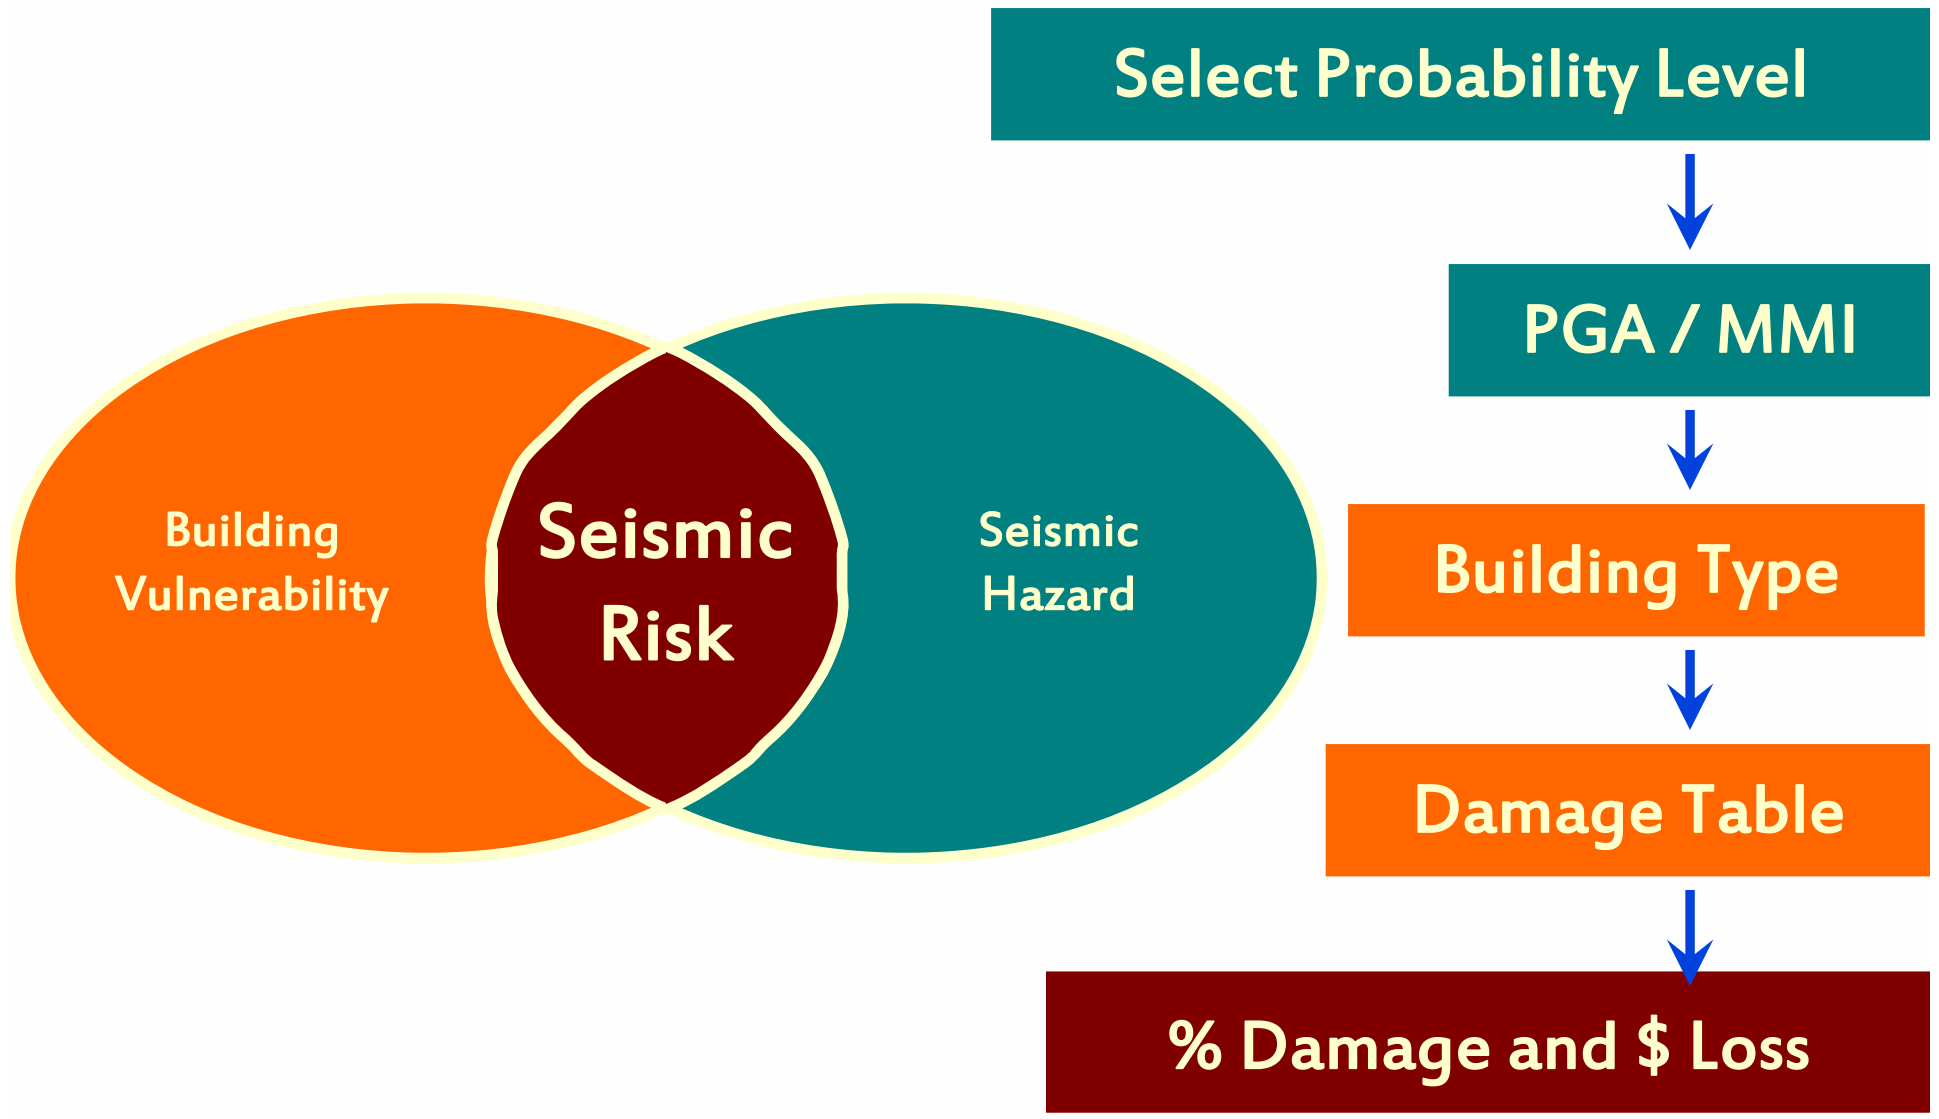 Select Probability Level
PGA / MMI
Building
Vulnerability
Seismic
Risk
Seismic
Hazard
Building Type
Damage Table
% Damage and $ Loss